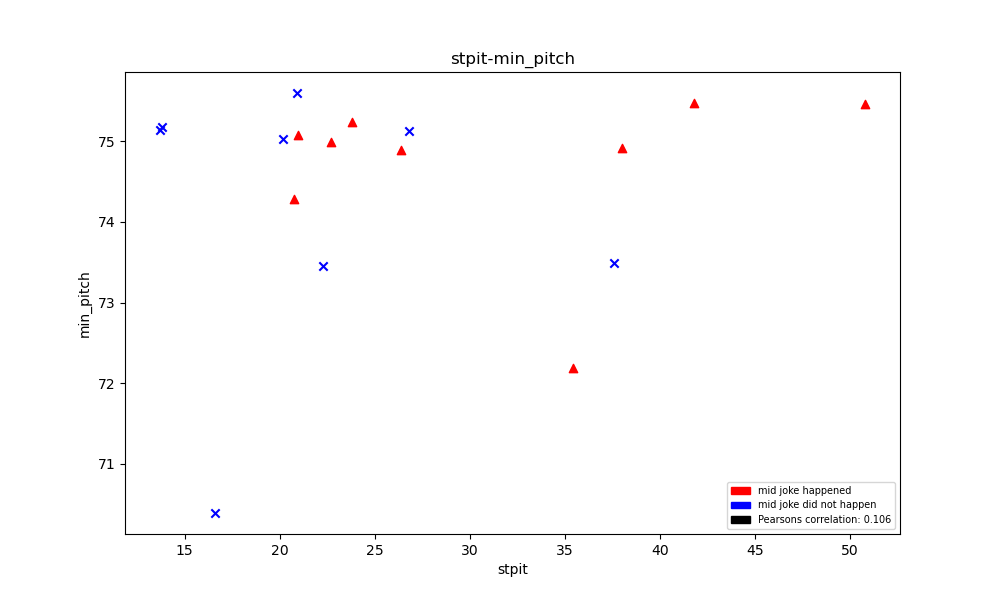 stpit-min_pitch
min_pitch
75
74
73
72
71
15 20 25 30 35 40 45 50
stpit
mid joke happened
mid joke did not happen
Pearsons correlation: 0.106